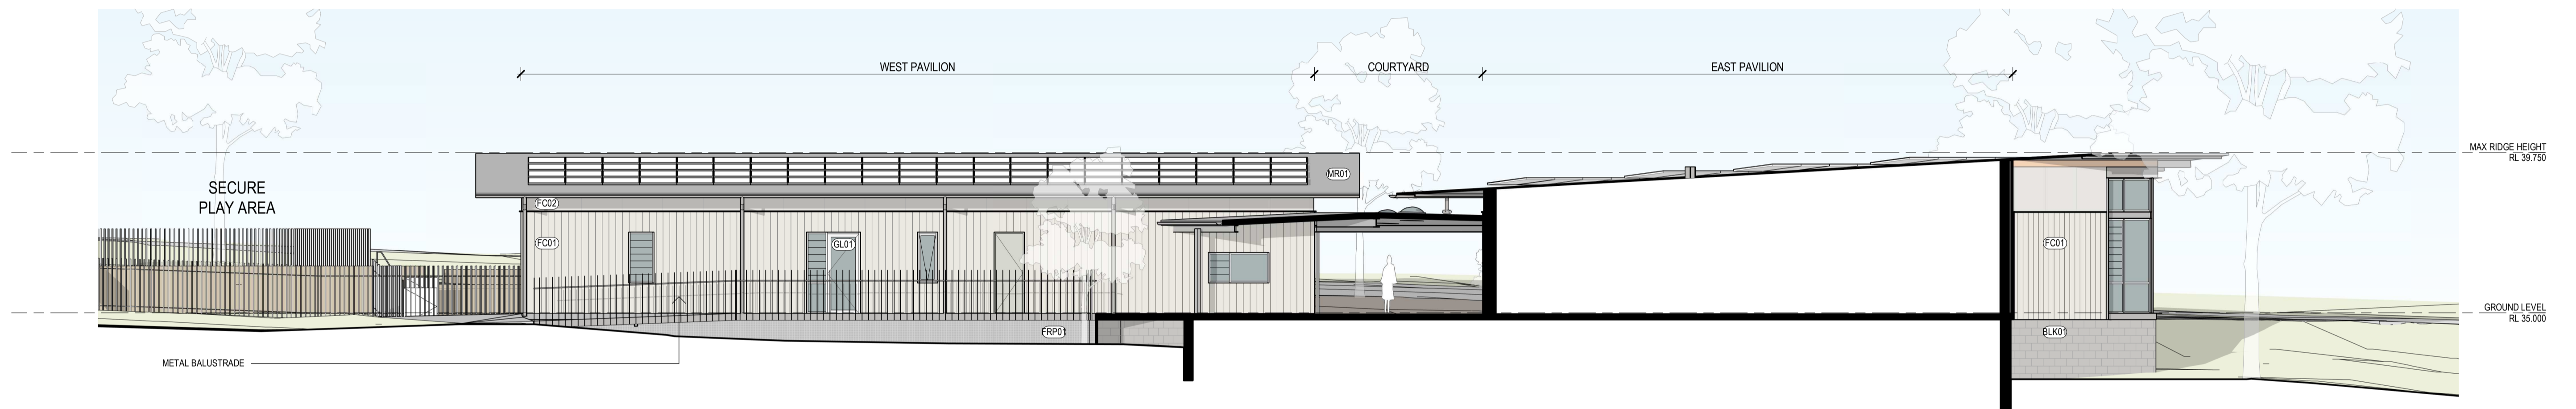 WEST PAVILION
COURTYARD
EAST PAVILION
MAX RIDGE HEIGHT
RL 39.750
SECURE
PLAY AREA
MR01
FC02
FC01
GL01
FC01
GROUND LEVEL
RL 35.000
FRP01
BLK01
METAL BALUSTRADE